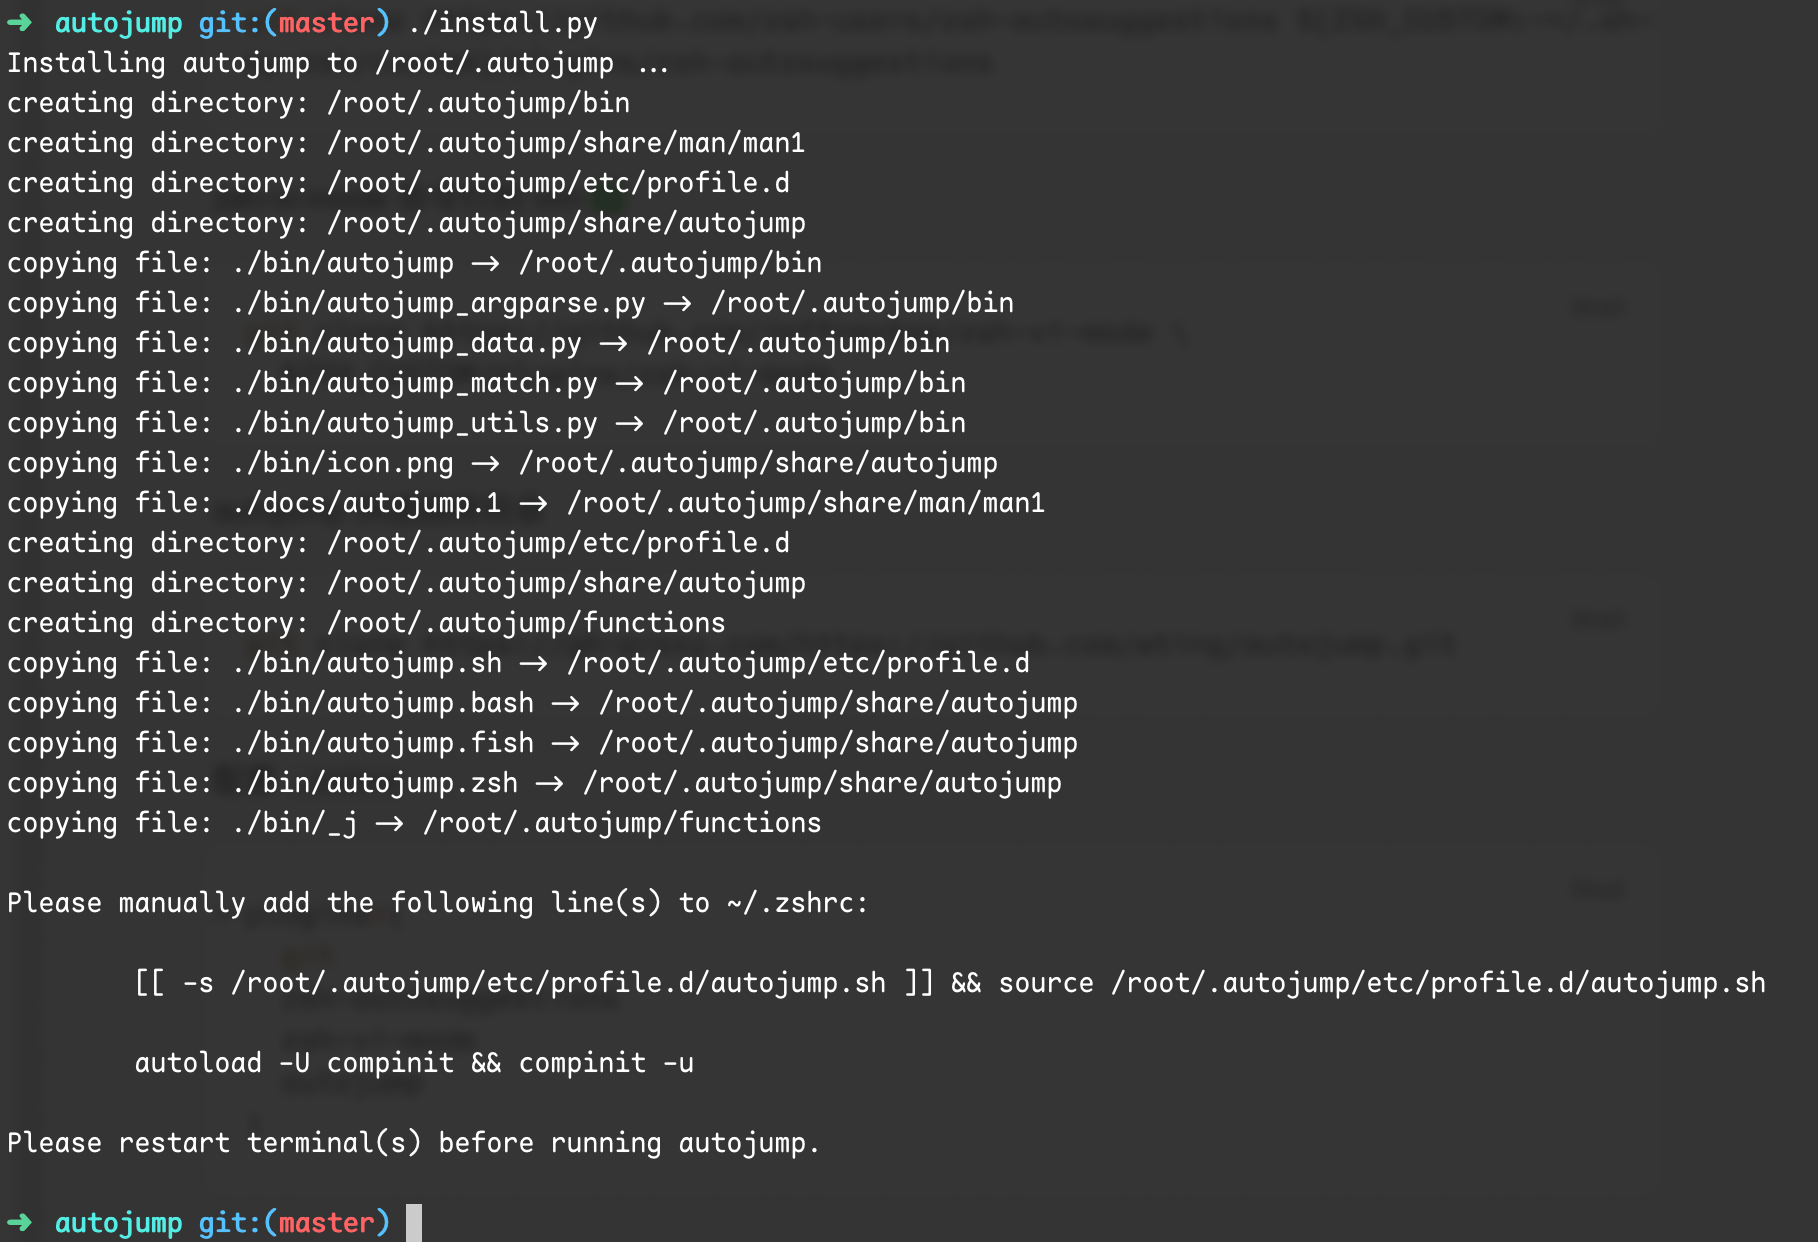 ➜ autojump git:(master) ./install.py
Installing autojump to /root/.autojump ...
creating directory: /root/.autojump/bin
creating directory: /root/.autojump/share/man/man1
creating directory: /root/.autojump/etc/profile.d
creating directory: /root/.autojump/share/autojump
copying file: ./bin/autojump -> /root/.autojump/bin
copying file: ./bin/autojump_argparse.py -> /root/.autojump/bin
copying file: ./bin/autojump_data.py -> /root/.autojump/bin
copying file: ./bin/autojump_match.py -> /root/.autojump/bin
copying file: ./bin/autojump_utils.py -> /root/.autojump/bin
copying file: ./bin/icon.png -> /root/.autojump/share/autojump
copying file: ./docs/autojump.1 -> /root/.autojump/share/man/man1
creating directory: /root/.autojump/etc/profile.d
creating directory: /root/.autojump/share/autojump
creating directory: /root/.autojump/functions
copying file: ./bin/autojump.sh -> /root/.autojump/etc/profile.d
copying file: ./bin/autojump.bash -> /root/.autojump/share/autojump
copying file: ./bin/autojump.fish -> /root/.autojump/share/autojump
copying file: ./bin/autojump.zsh -> /root/.autojump/share/autojump
copying file: ./bin/_j -> /root/.autojump/functions
Please manually add the following line(s) to ~/.zshrc:
[[ -s /root/.autojump/etc/profile.d/autojump.sh ]] && source /root/.autojump/etc/profile.d/autojump.sh
autoload -U compinit && compinit -u
Please restart terminal(s) before running autojump.
➜ autojump git:(master)